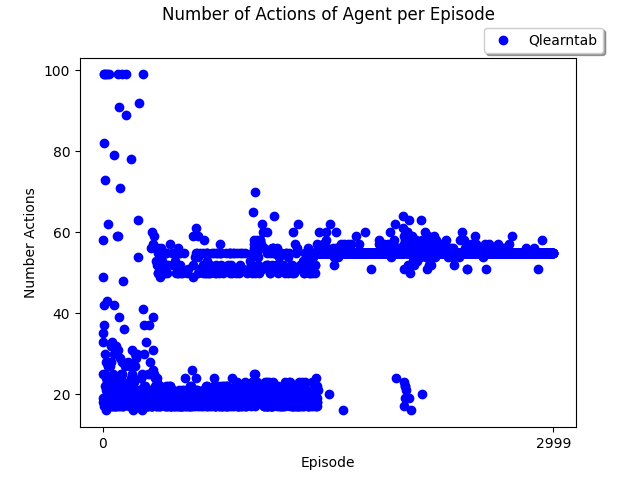 Number of Actions of Agent per Episode
Qlearntab
100
80
60
40
20
Number Actions
0
2999
Episode